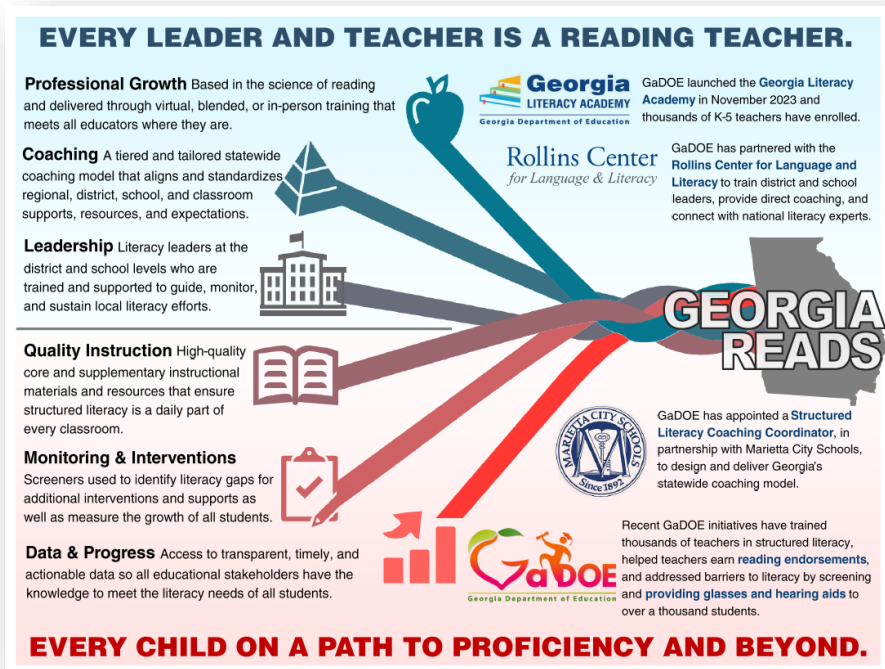 EVERY LEADER AND TEACHER IS A READING TEACHER.
Professional Growth Based in the science of reading
and delivered through virtual, blended, or in-person training that
meets all educators where they are.
Coaching A tiered and tailored statewide
coaching model that aligns and standardizes
regional, district, school, and classroom
supports, resources, and expectations.
Leadership Literacy leaders at the
district and school levels who are
trained and supported to guide, monitor,
and sustain local literacy efforts.
Quality Instruction High-quality
core and supplementary instructional
materials and resources that ensure
structured literacy is a daily part of
every classroom.
Monitoring & Interventions
Screeners used to identify literacy gaps for
additional interventions and supports as
well as measure the growth of all students.
Data & Progress Access to transparent, timely, and
actionable data so all educational stakeholders have the
knowledge to meet the literacy needs of all students.
Georgia
LITERACY ACADEMY
Georgia Department of Education
GaDOE launched the Georgia Literacy
Academy in November 2023 and
thousands of K-5 teachers have enrolled.
Rollins Center
for Language & Literacy
GaDOE has partnered with the
Rollins Center for Language and
Literacy to train district and school
leaders, provide direct coaching, and
connect with national literacy experts.
GEORGIA
READS
MARIETTA CITY SCHOOLS
Since 1892
GaDOE has appointed a Structured
Literacy Coaching Coordinator, in
partnership with Marietta City Schools,
to design and deliver Georgia's
statewide coaching model.
GaDOE
Georgia Department of Education
Recent GaDOE initiatives have trained
thousands of teachers in structured literacy,
helped teachers earn reading endorsements,
and addressed barriers to literacy by screening
and providing glasses and hearing aids to
over a thousand students.
EVERY CHILD ON A PATH TO PROFICIENCY AND BEYOND.